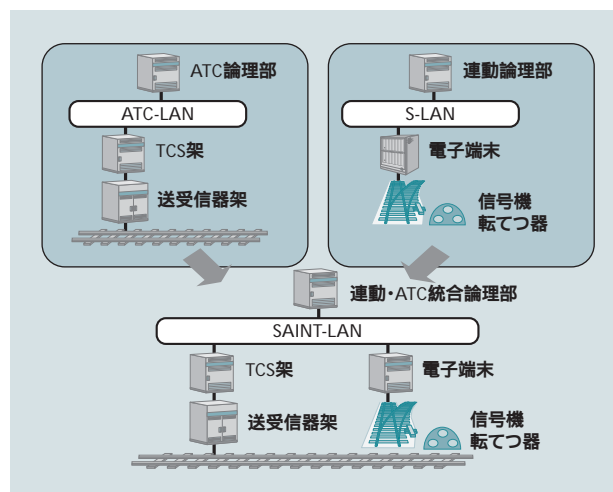 ATC論理部
ATC-LAN
TCS架
送受信器架
連動論理部
S-LAN
電子端末
信号機
転てつ器
連動・ATC統合論理部
SAINT-LAN
TCS架
送受信器架
電子端末
信号機
転てつ器